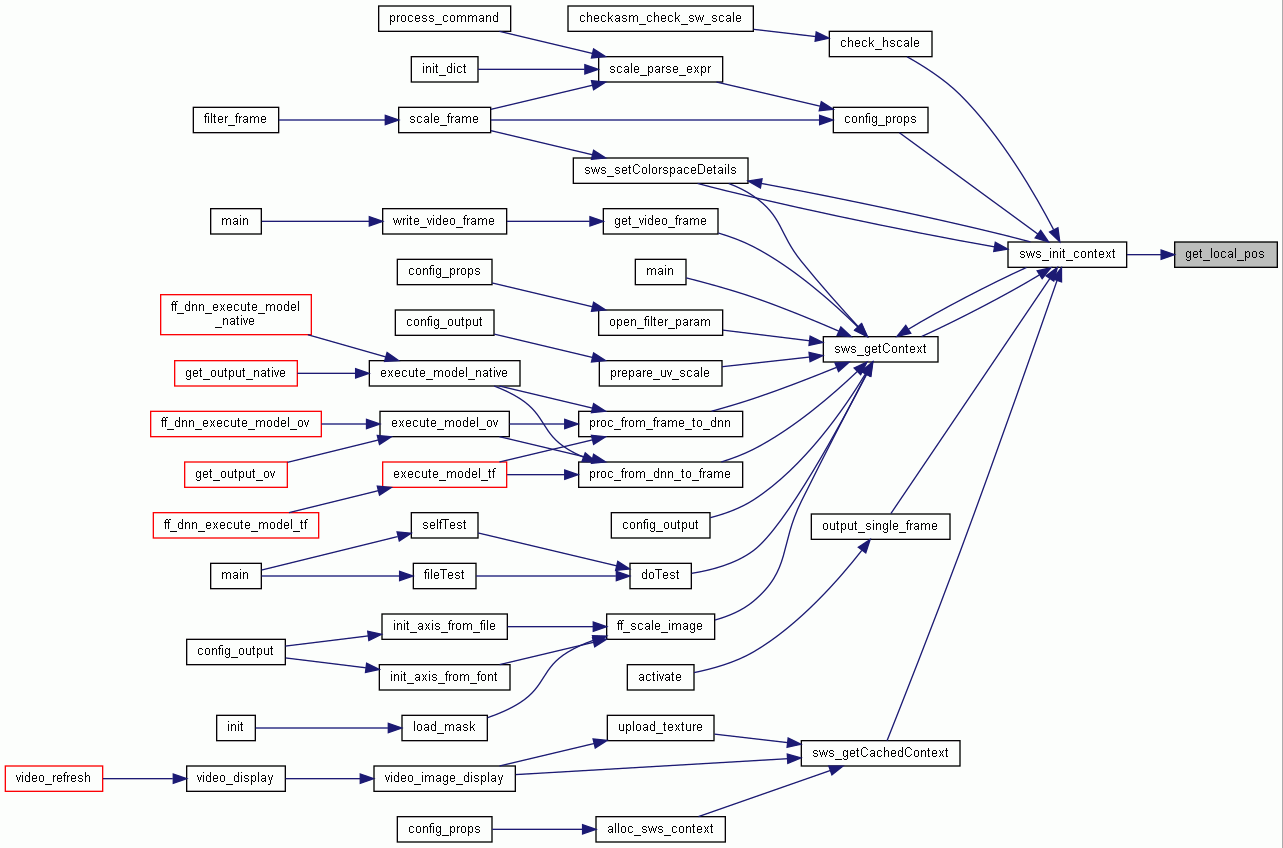 process_command
checkasm_check_sw_scale
check_hscale
init_dict
scale_parse_expr
filter_frame
scale_frame
config_props
sws_setColorspaceDetails
main
write_video_frame
get_video_frame
sws_init_context
get_local_pos
config_props
main
ff_dnn_execute_model
_native
config_output
open_filter_param
sws_getContext
get_output_native
execute_model_native
prepare_uv_scale
ff_dnn_execute_model_ov
execute_model_ov
proc_from_frame_to_dnn
get_output_ov
execute_model_tf
proc_from_dnn_to_frame
ff_dnn_execute_model_tf
selfTest
config_output
output_single_frame
main
fileTest
doTest
config_output
init_axis_from_file
ff_scale_image
init_axis_from_font
activate
init
load_mask
upload_texture
sws_getCachedContext
video_refresh
video_display
video_image_display
config_props
alloc_sws_context